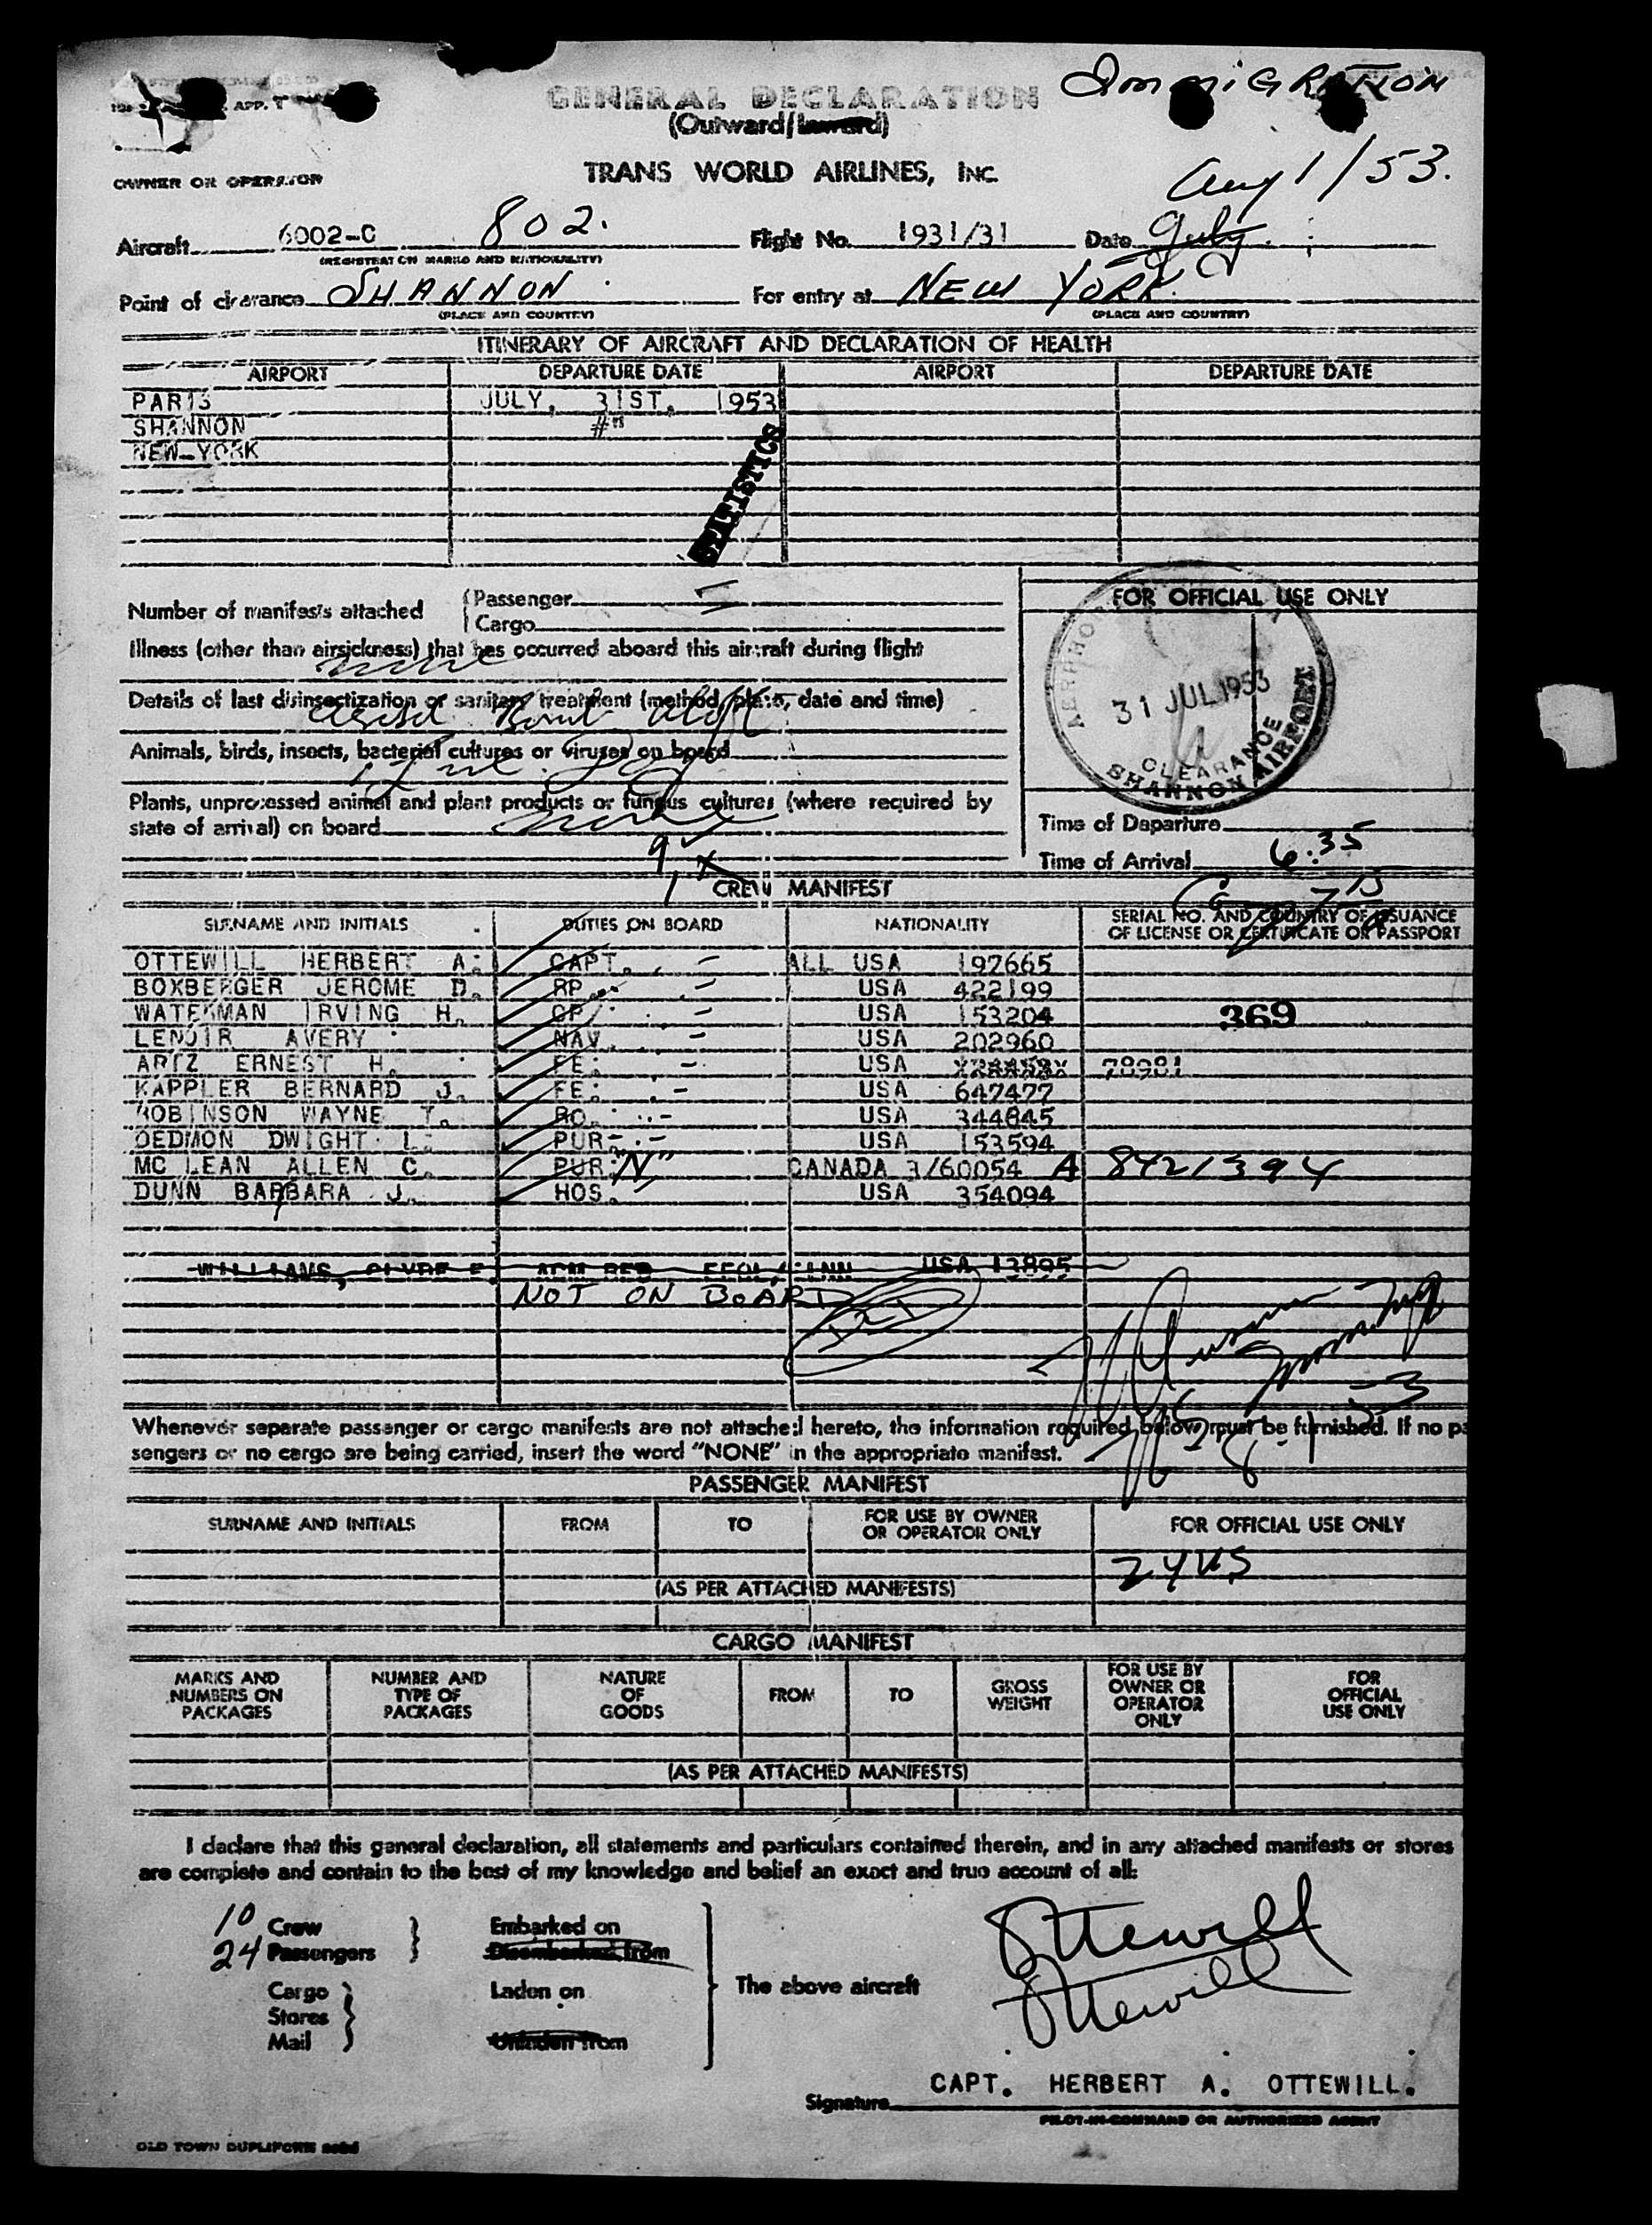 APP.
GENERAL DECLARATION
ImmiGRATION
(Outward/Inward)
TRANS WORLD AIRLINES, INC.
Aug 1/53.
OWNER OR OPERATOR
Aircraft 6002-C 802. Flight No. 1931/31 Date July
(REGISTRATION MARKS AND NATIONALITY)
Point of clearance SHANNON For entry at NEW YORK.
(PLACE AND COUNTRY) (PLACE AND COUNTRY)
ITINERARY OF AIRCRAFT AND DECLARATION OF HEALTH
AIRPORT DEPARTURE DATE AIRPORT DEPARTURE DATE
PARIS JULY, 31ST, 1953
SHANNON
NEW-YORK
STATISTICS
Number of manifests attached
Passenger
Cargo
FOR OFFICIAL USE ONLY
Illness (other than airsickness) that has occurred aboard this aircraft during flight
none
Details of last disinsectization or sanitary treatment (method, place, date and time)
Aerosol Bomb
31 JUL 1953
CLEARANCE
SHANNON AIRPORT
Animals, birds, insects, bacterial cultures or viruses on board
Plants, unprocessed animal and plant products or fungus cultures (where required by
state of arrival) on board none
Time of Departure
Time of Arrival 6:35
CREW MANIFEST
SURNAME AND INITIALS DUTIES ON BOARD NATIONALITY SERIAL NO. AND COUNTRY OF ISSUANCE
OF LICENSE OR CERTIFICATE OR PASSPORT
OTTEWILL HERBERT A. CAPT. - ALL USA 197665
BOXBERGER JEROME D. RP - USA 422199
WATERMAN IRVING H. CP - USA 153204 369
LENOIR AVERY NAV. - USA 202960
ARTZ ERNEST H. FE. - USA 78981
KAPPLER BERNARD J. FE. - USA 647477
ROBINSON WAYNE T. RO. - USA 344845
DEDMON DWIGHT L. PUR - USA 153594
MC LEAN ALLEN C. PUR "N" CANADA 3/60054 A 8421394
DUNN BARBARA J. HOS. USA 354094
WILLIAMS, CLYDE E. USA 12895
NOT ON BOARD
Whenever separate passenger or cargo manifests are not attached hereto, the information required below must be furnished. If no pa
sengers or no cargo are being carried, insert the word "NONE" in the appropriate manifest.
PASSENGER MANIFEST
SURNAME AND INITIALS FROM TO FOR USE BY OWNER
OR OPERATOR ONLY FOR OFFICIAL USE ONLY
24 US
(AS PER ATTACHED MANIFESTS)
CARGO MANIFEST
MARKS AND
NUMBERS ON
PACKAGES NUMBER AND
TYPE OF
PACKAGES NATURE
OF
GOODS FROM TO GROSS
WEIGHT FOR USE BY
OWNER OR
OPERATOR
ONLY FOR
OFFICIAL
USE ONLY
(AS PER ATTACHED MANIFESTS)
I declare that this general declaration, all statements and particulars contained therein, and in any attached manifests or stores
are complete and contain to the best of my knowledge and belief an exact and true account of all:
10 Crew Embarked on
24 Passengers Disembarked from
Ottewill
Cargo Laden on The above aircraft
Ottewill
Stores
Mail Unladen from
CAPT. HERBERT A. OTTEWILL.
Signature
PILOT-IN-COMMAND OR AUTHORIZED AGENT
OLD TOWN DUPLIFORM